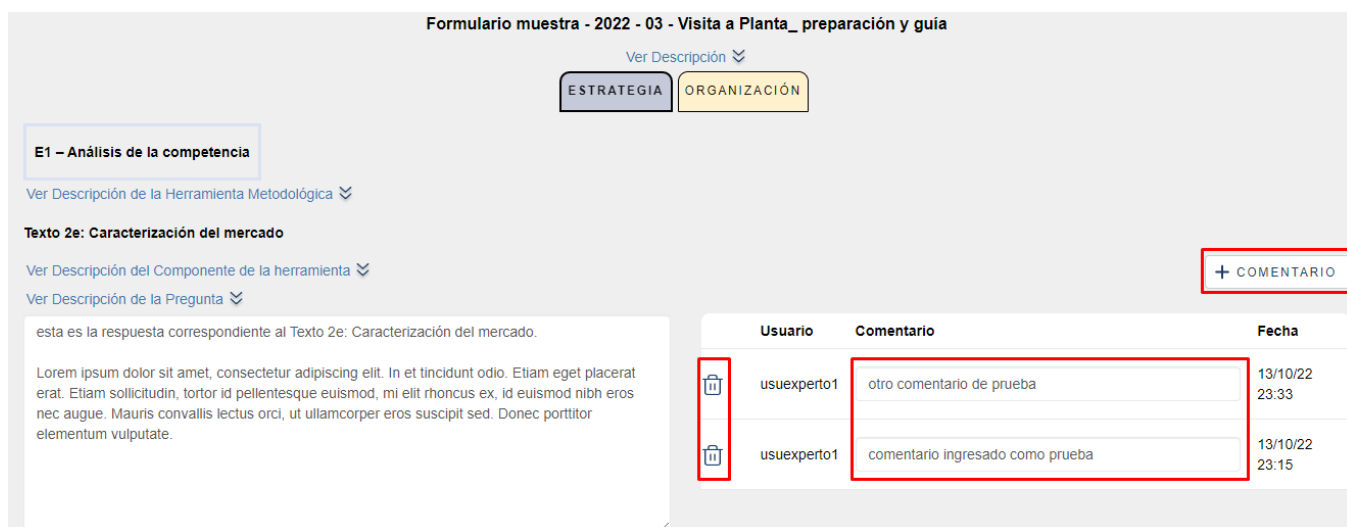 Formulario muestra - 2022 - 03 - Visita a Planta_ preparación y guía
Ver Descripción
ESTRATEGIA
ORGANIZACIÓN
E1 – Análisis de la competencia
Ver Descripción de la Herramienta Metodológica
Texto 2e: Caracterización del mercado
Ver Descripción del Componente de la herramienta
+ COMENTARIO
Ver Descripción de la Pregunta
esta es la respuesta correspondiente al Texto 2e: Caracterización del mercado.
Lorem ipsum dolor sit amet, consectetur adipiscing elit. In et tincidunt odio. Etiam eget placerat
erat. Etiam sollicitudin, tortor id pellentesque euismod, mi elit rhoncus ex, id euismod nibh eros
nec augue. Mauris convallis lectus orci, ut ullamcorper eros suscipit sed. Donec porttitor
elementum vulputate.
Usuario Comentario Fecha
usuexperto1 otro comentario de prueba 13/10/22
23:33
usuexperto1 comentario ingresado como prueba 13/10/22
23:15